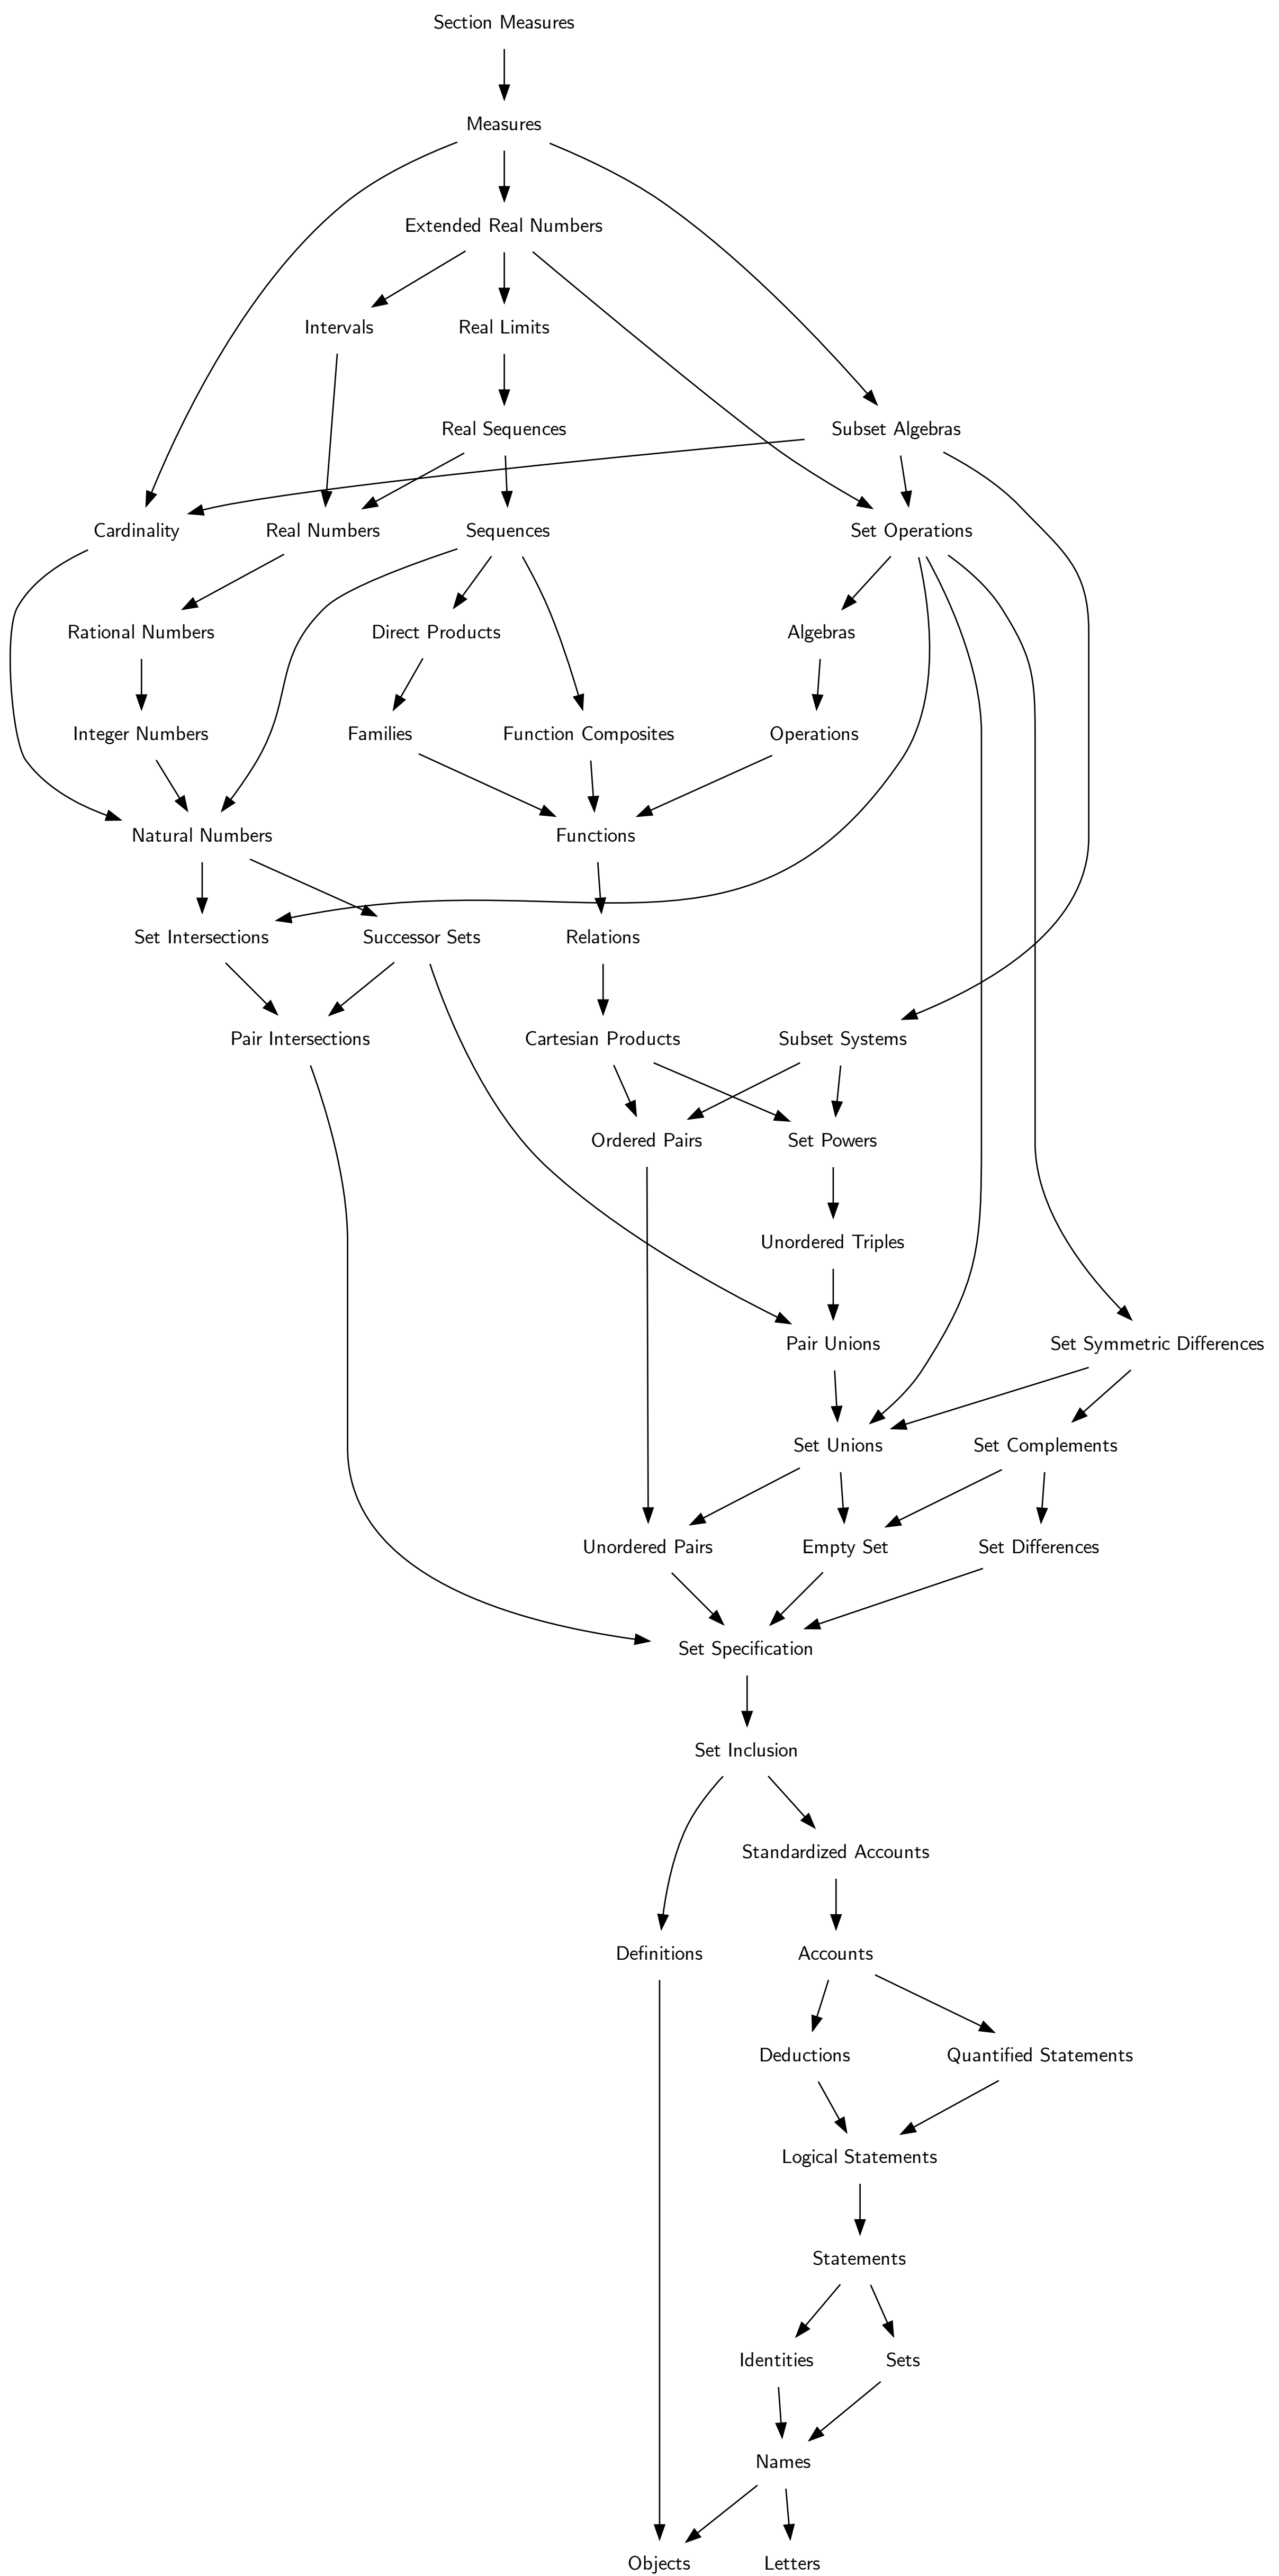 Section Measures
Measures
Extended Real Numbers
Intervals
Real Limits
Real Sequences
Subset Algebras
Cardinality
Real Numbers
Sequences
Set Operations
Rational Numbers
Direct Products
Algebras
Integer Numbers
Families
Function Composites
Operations
Natural Numbers
Functions
Set Intersections
Successor Sets
Relations
Pair Intersections
Cartesian Products
Subset Systems
Ordered Pairs
Set Powers
Unordered Triples
Pair Unions
Set Symmetric Differences
Set Unions
Set Complements
Unordered Pairs
Empty Set
Set Differences
Set Specification
Set Inclusion
Standardized Accounts
Definitions
Accounts
Deductions
Quantified Statements
Logical Statements
Statements
Identities
Sets
Names
Objects
Letters